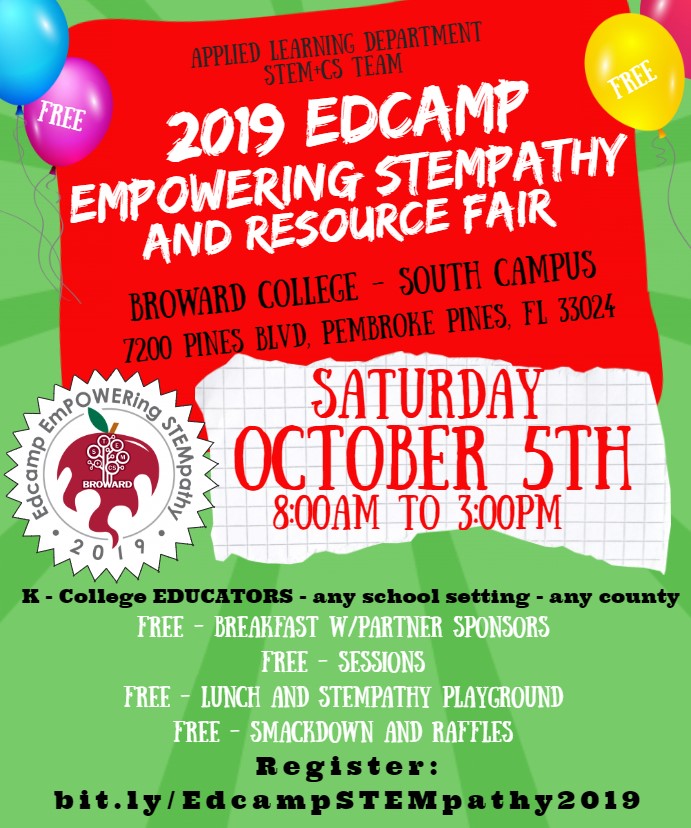 APPLIED LEARNING DEPARTMENT
STEM+CS TEAM
FREE
FREE
2019 EDCAMP
EMPOWERING STEMPATHY
AND RESOURCE FAIR
BROWARD COLLEGE - SOUTH CAMPUS
7200 PINES BLVD, PEMBROKE PINES, FL 33024
SATURDAY
OCTOBER 5TH
8:00AM TO 3:00PM
Edcamp EmPOWERing STEMpathy
S T E M
CS
BROWARD
• 2019 •
K - College EDUCATORS - any school setting - any county
FREE - BREAKFAST W/PARTNER SPONSORS
FREE - SESSIONS
FREE - LUNCH AND STEMPATHY PLAYGROUND
FREE - SMACKDOWN AND RAFFLES
Register:
bit.ly/EdcampSTEMpathy2019